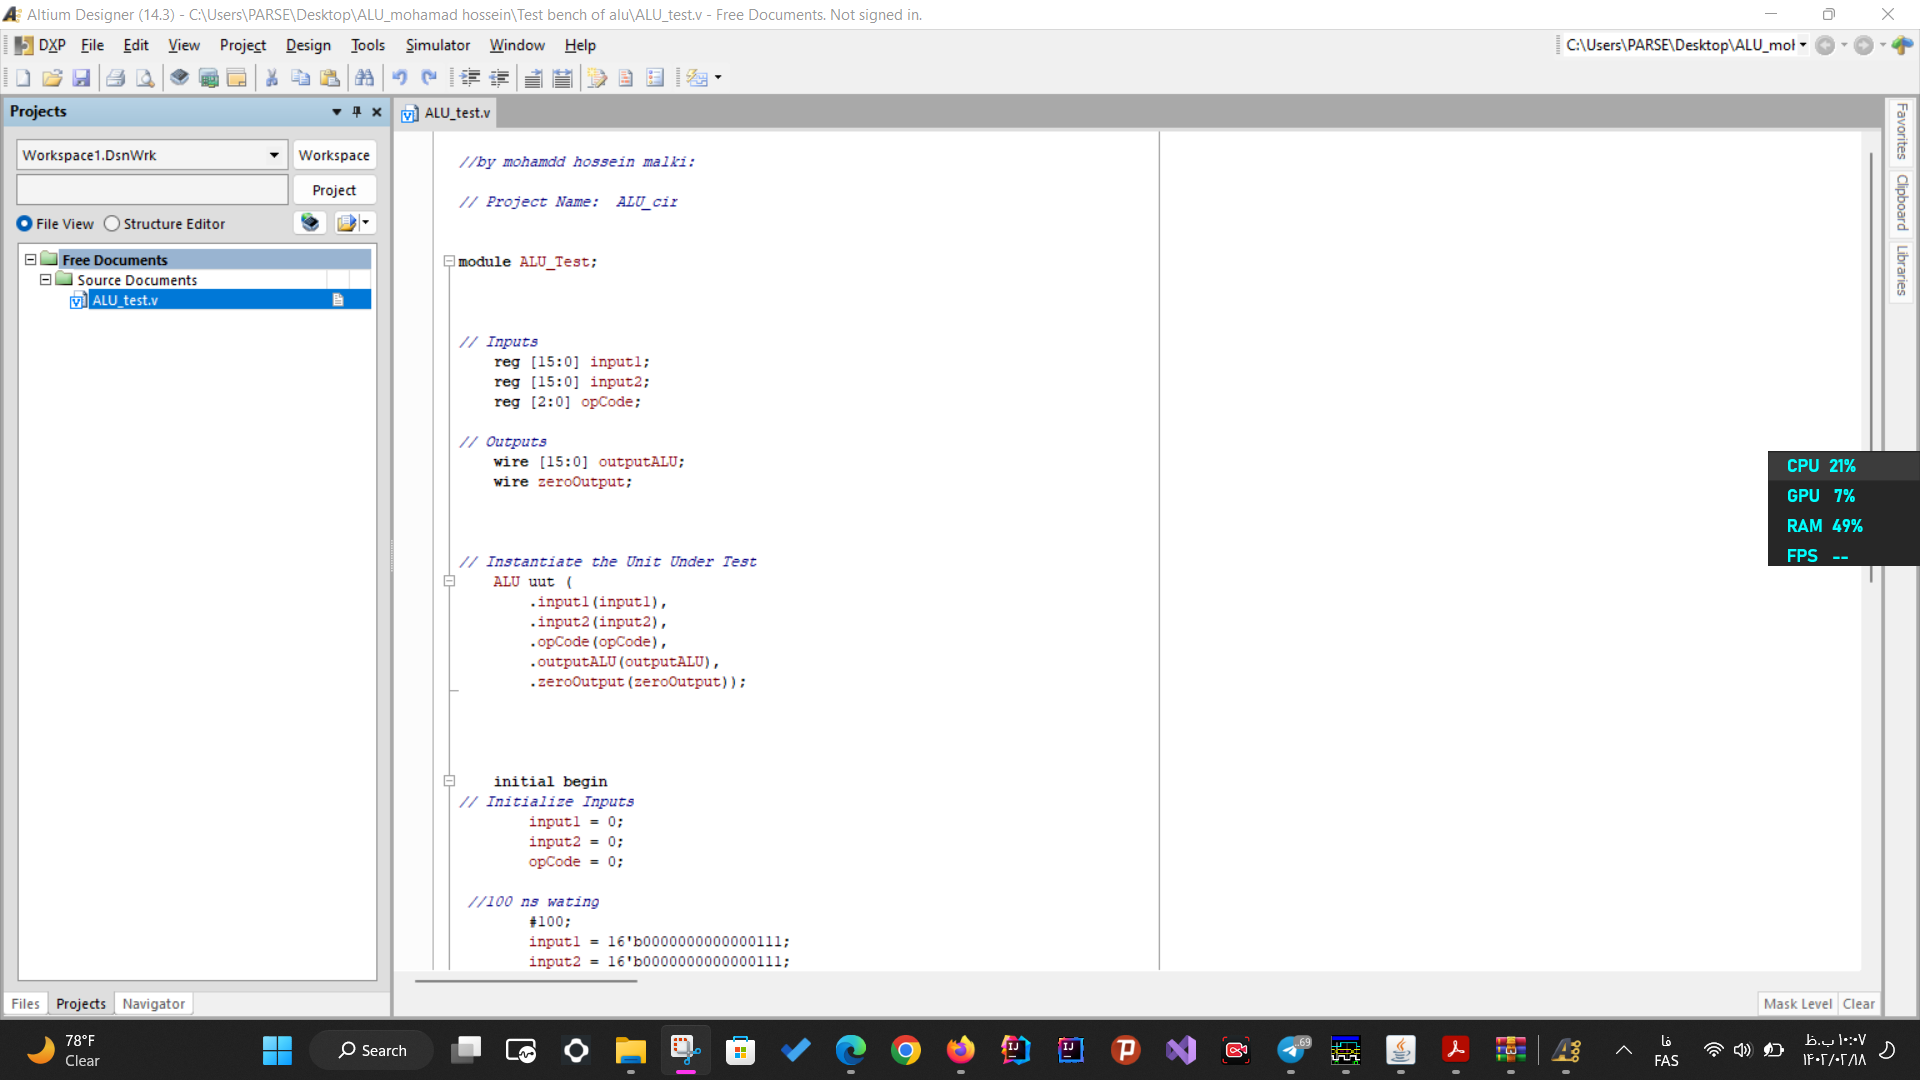 Altium Designer (14.3) - C:\Users\PARSE\Desktop\ALU_mohamad hossein\Test bench of alu\ALU_test.v - Free Documents. Not signed in.
DXP File Edit View Project Design Tools Simulator Window Help
C:\Users\PARSE\Desktop\ALU_mol
Projects
ALU_test.v
Workspace1.DsnWrk
Workspace
Project
File View
Structure Editor
Free Documents
Source Documents
ALU_test.v
//by mohamdd hossein malki:
// Project Name:  ALU_cir
module ALU_Test;
// Inputs
reg [15:0] input1;
reg [15:0] input2;
reg [2:0] opCode;
// Outputs
wire [15:0] outputALU;
wire zeroOutput;
// Instantiate the Unit Under Test
ALU uut (
.input1(input1),
.input2(input2),
.opCode(opCode),
.outputALU(outputALU),
.zeroOutput(zeroOutput));
initial begin
// Initialize Inputs
input1 = 0;
input2 = 0;
opCode = 0;
//100 ns wating
#100;
input1 = 16'b0000000000000111;
input2 = 16'b0000000000000111;
Favorites
Clipboard
Libraries
CPU 21%
GPU 7%
RAM 49%
FPS --
Files
Projects
Navigator
Mask Level
Clear
78°F
Clear
Search
.69
فا
FAS
۱۰:۰۷ ب.ظ
۱۴۰۲/۰۲/۱۸